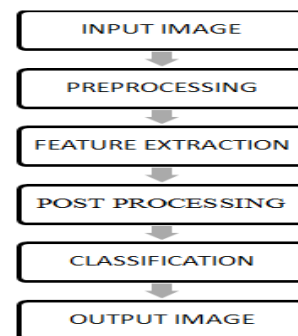 INPUT IMAGE
PREPROCESSING
FEATURE EXTRACTION
POST PROCESSING
CLASSIFICATION
OUTPUT IMAGE